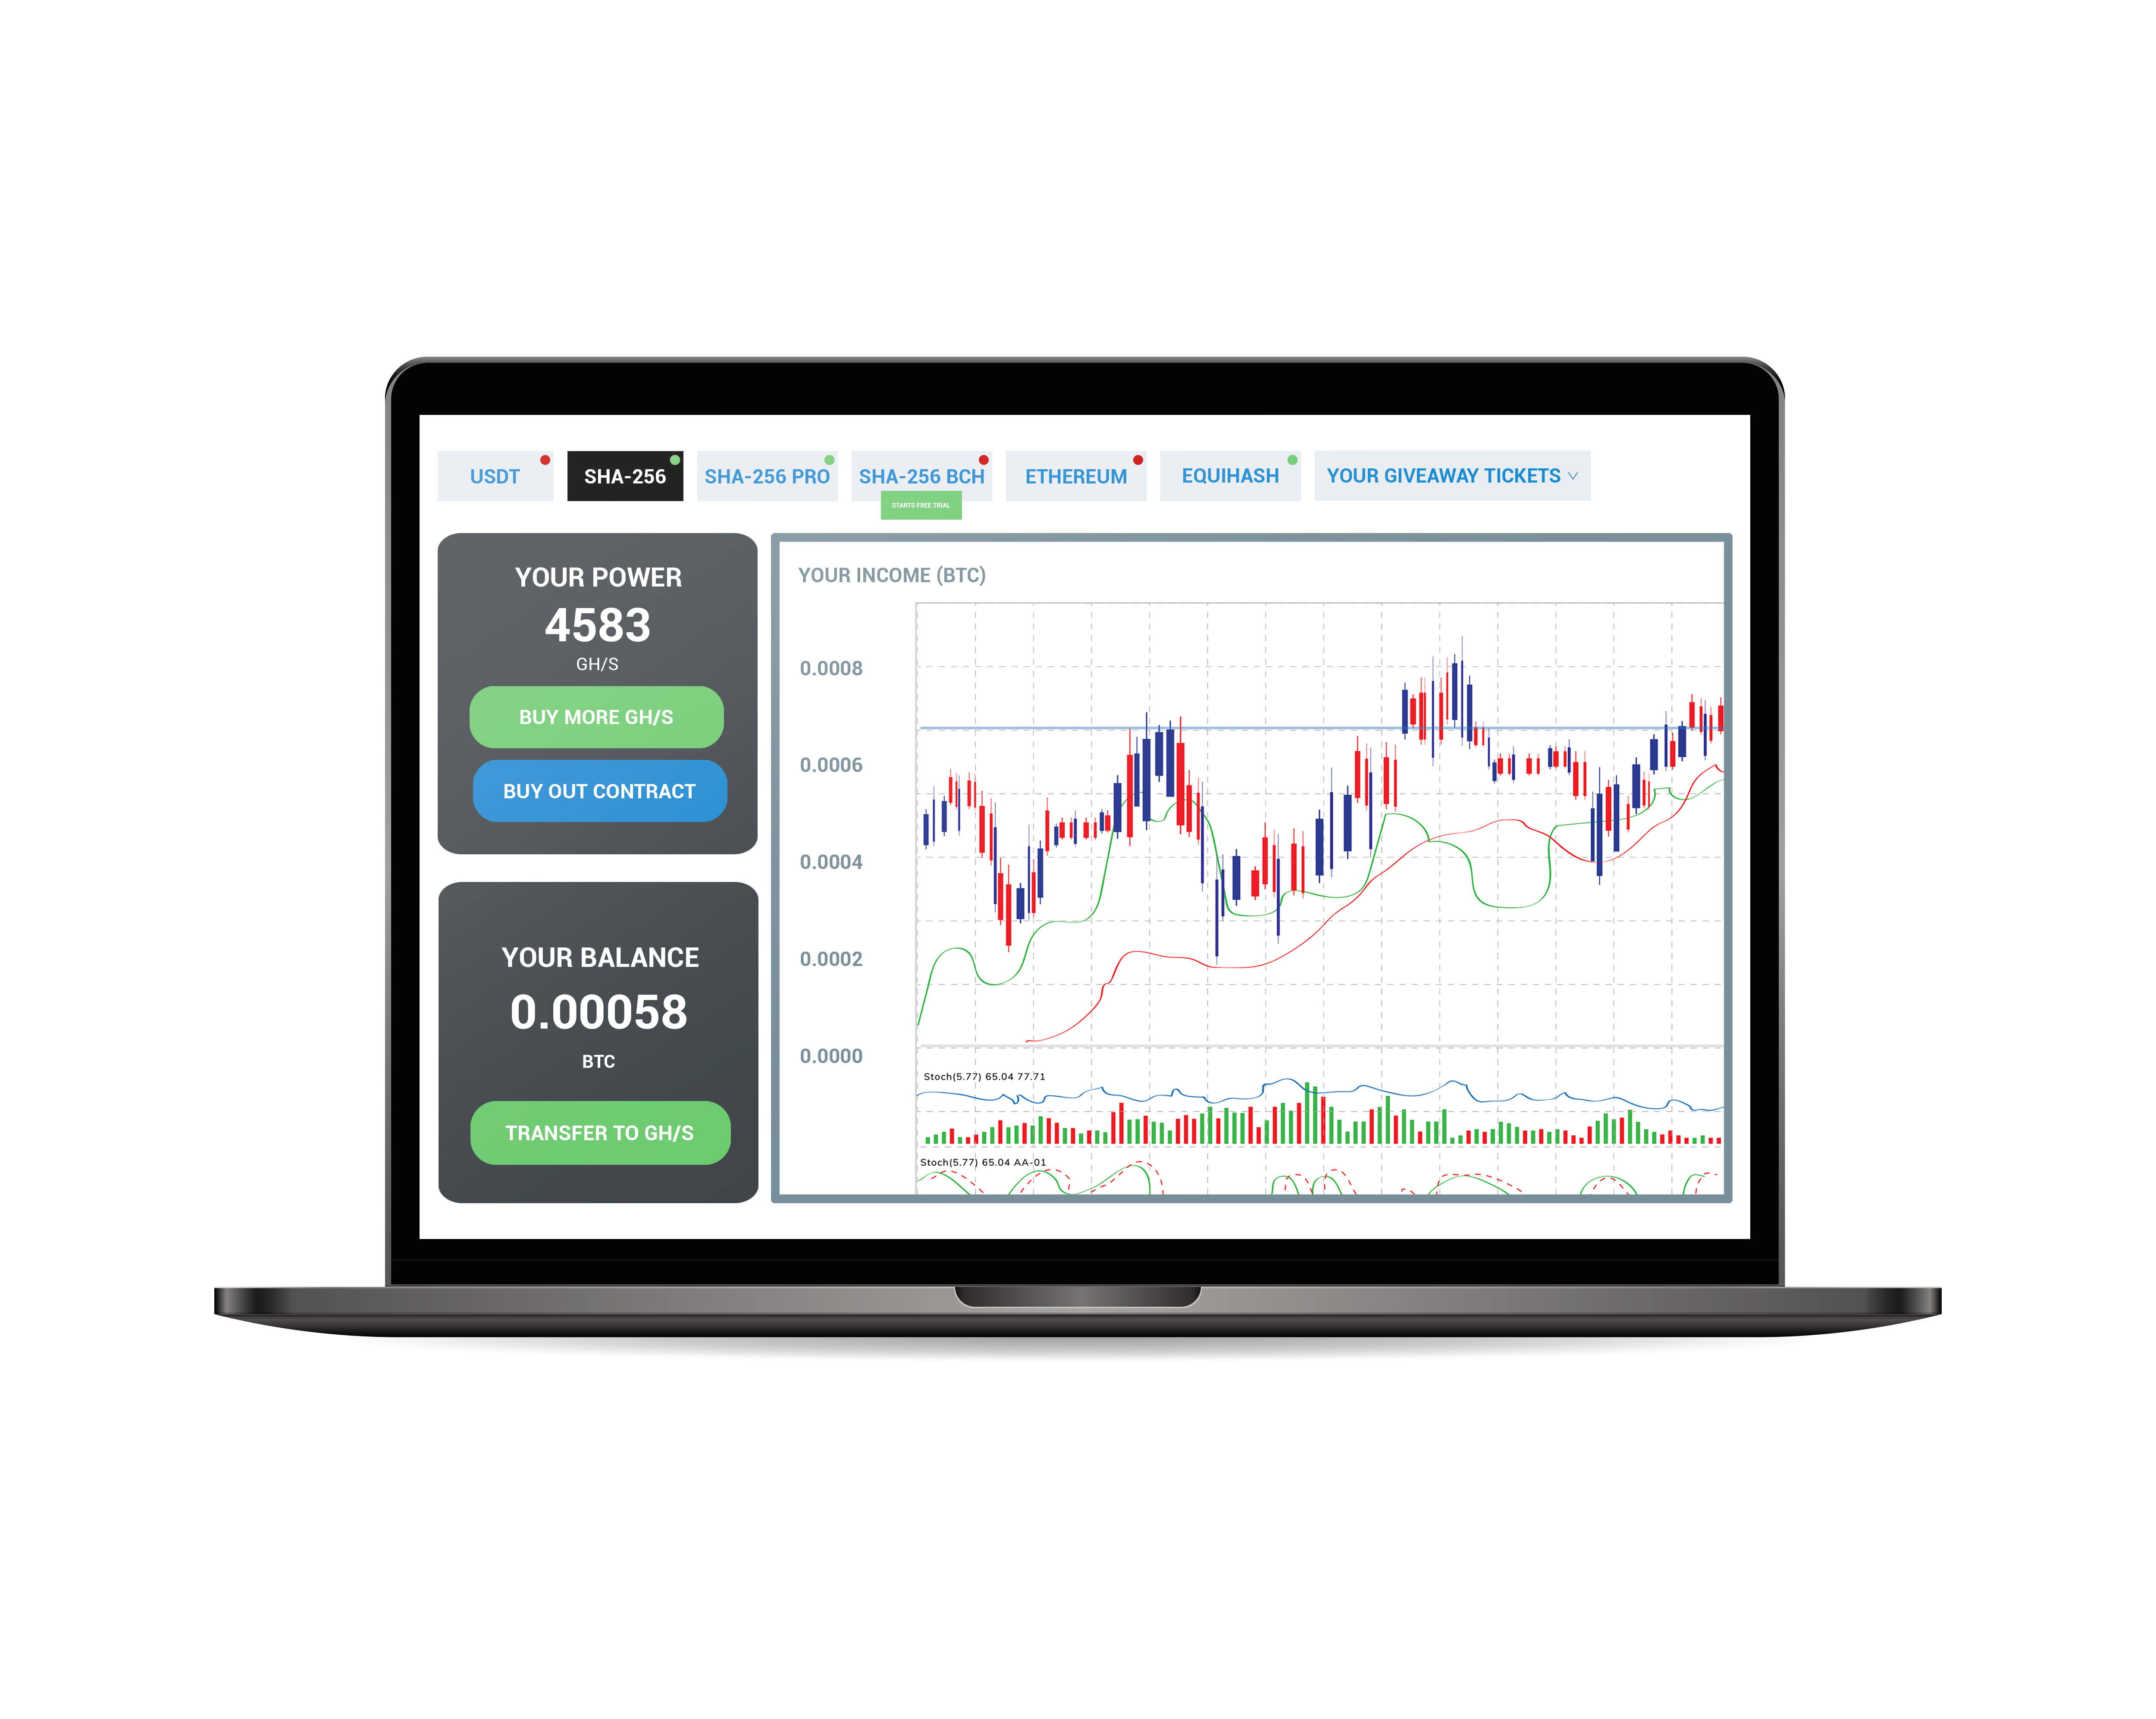 USDT
SHA-256
SHA-256 PRO
SHA-256 BCH
ETHEREUM
EQUIHASH
YOUR GIVEAWAY TICKETS
STARTS FREE TRIAL
YOUR POWER
4583
GH/S
BUY MORE GH/S
BUY OUT CONTRACT
YOUR BALANCE
0.00058
BTC
TRANSFER TO GH/S
YOUR INCOME (BTC)
0.0008
0.0006
0.0004
0.0002
0.0000
Stoch(5.77) 65.04 77.71
Stoch(5.77) 65.04 AA-01